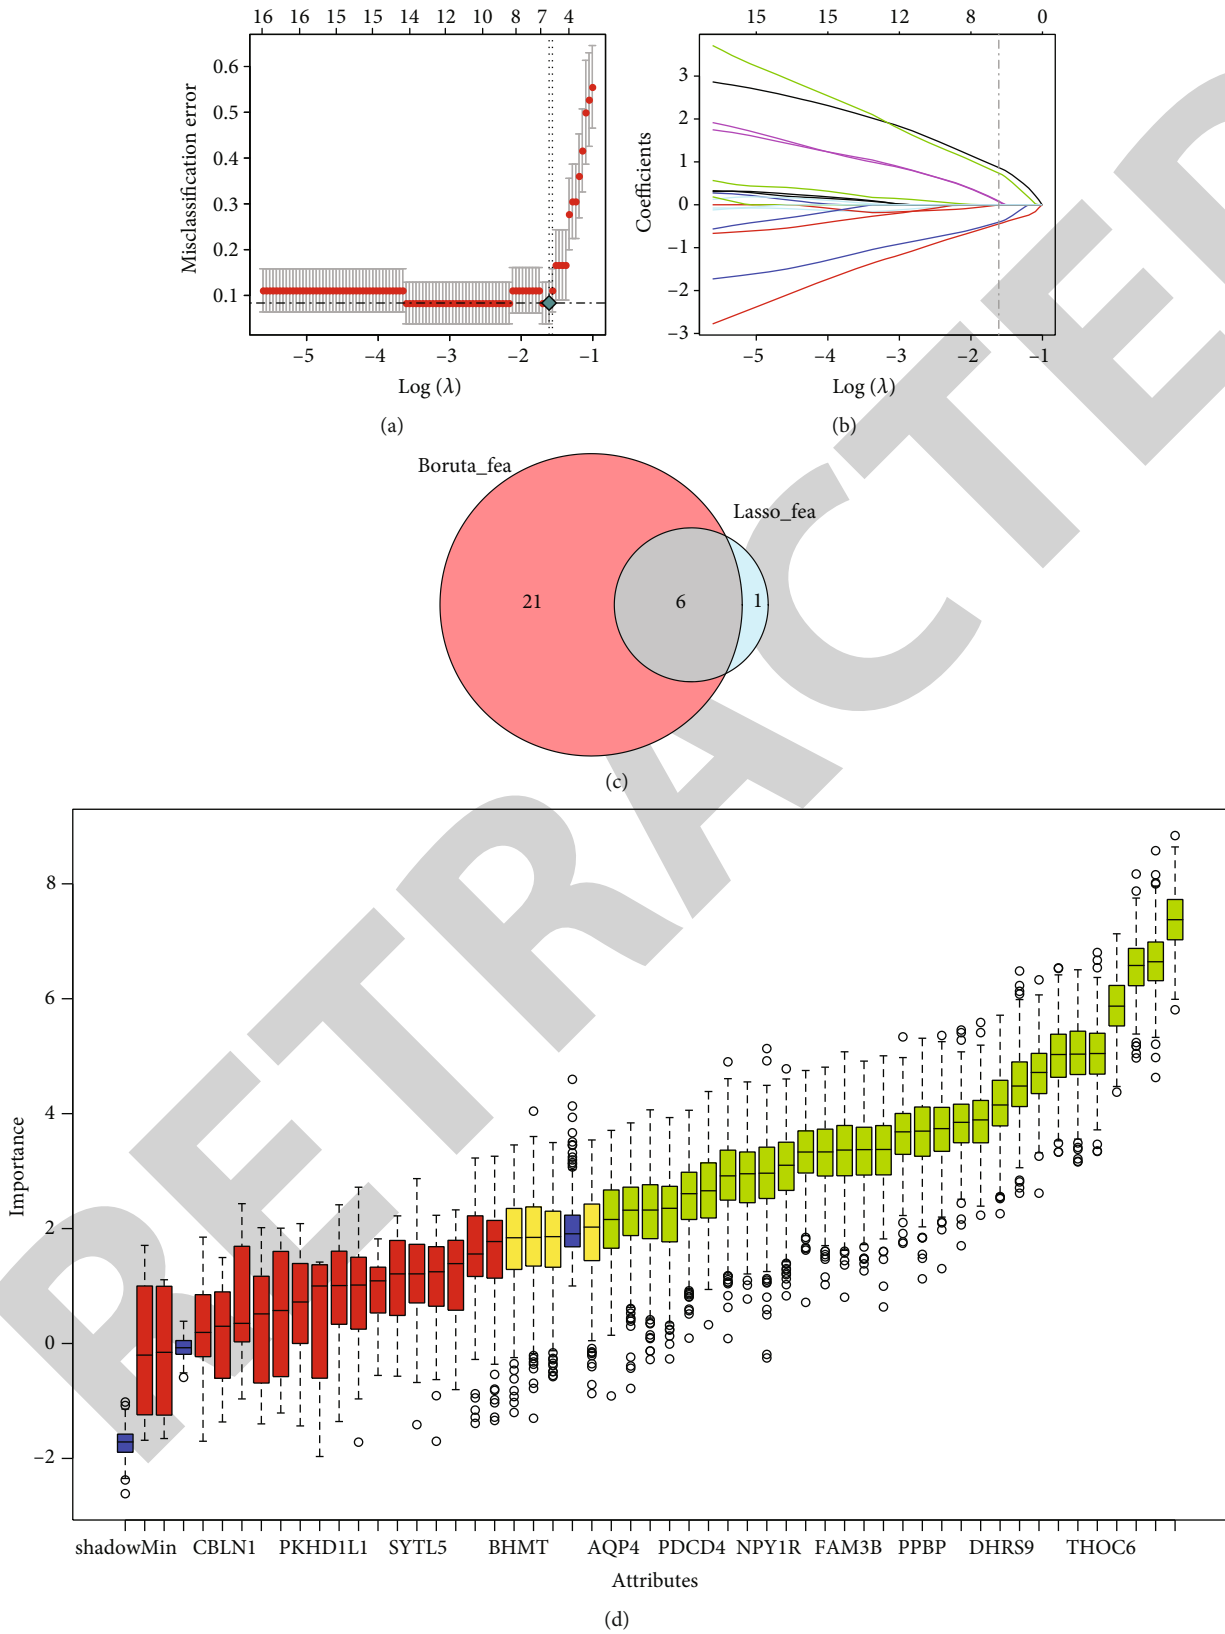 16 16 15 15 14 12 10 8 7 4
Misclassification error
0.6
0.5
0.4
0.3
0.2
0.1
−5 −4 −3 −2 −1
Log (λ)
(a)
15 15 12 8 0
Coefficients
3
2
1
0
−1
−2
−3
−5 −4 −3 −2 −1
Log (λ)
(b)
Boruta_fea
Lasso_fea
21 6 1
(c)
Importance
8
6
4
2
0
−2
shadowMin CBLN1 PKHD1L1 SYTL5 BHMT AQP4 PDCD4 NPY1R FAM3B PPBP DHRS9 THOC6
Attributes
(d)
RETRACTED